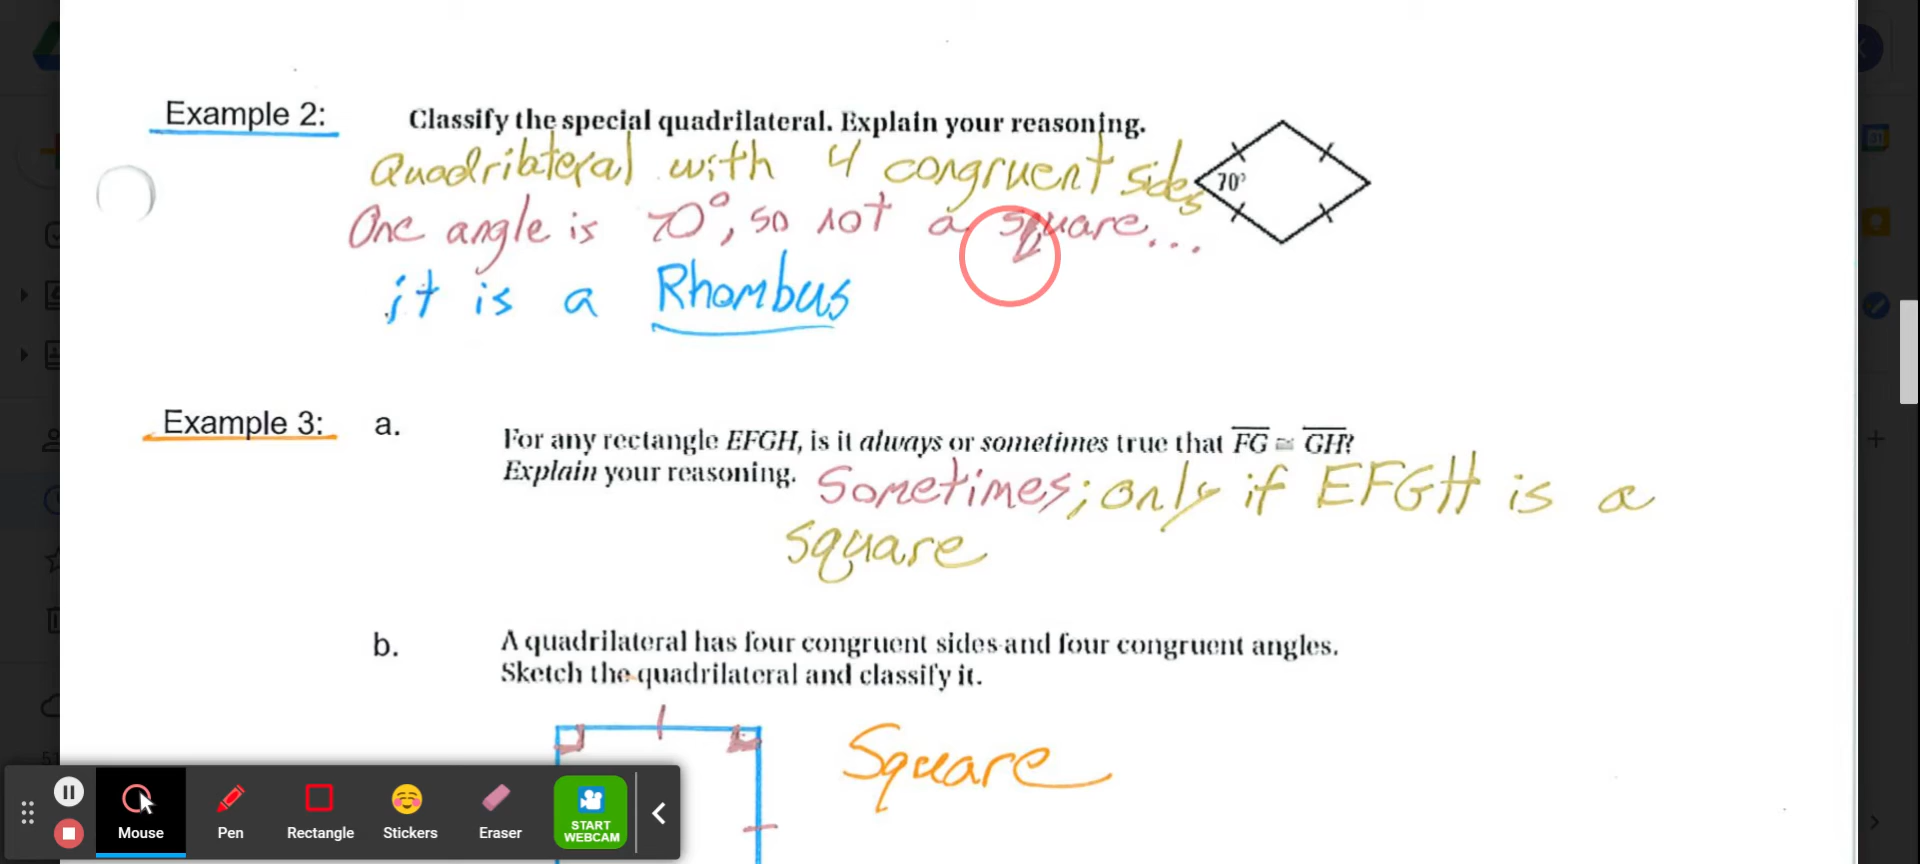 Example 2:
Classify the special quadrilateral. Explain your reasoning.
Quadrilateral with 4 congruent sides
70°
One angle is 70°, so not a square...
it is a Rhombus
Example 3:
a.
For any rectangle EFGH, is it always or sometimes true that FG ≅ GH?
Explain your reasoning.
Sometimes; only if EFGH is a
square
b.
A quadrilateral has four congruent sides and four congruent angles.
Sketch the quadrilateral and classify it.
Square
Mouse
Pen
Rectangle
Stickers
Eraser
START
WEBCAM